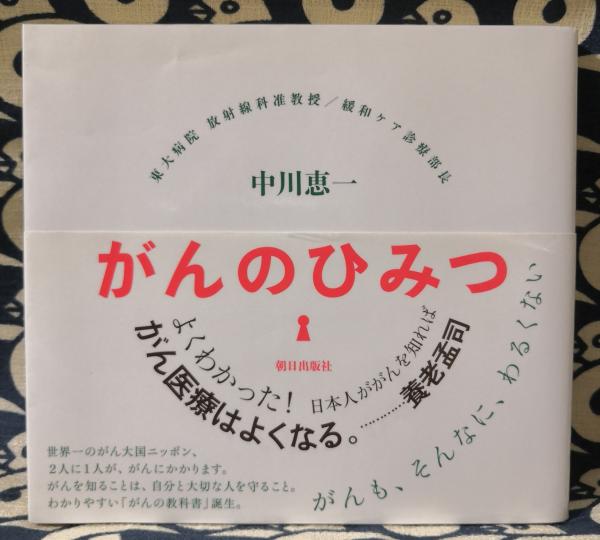 東大病院 放射線科准教授／緩和ケア診療部長
中川恵一
がんのひみつ
朝日出版社
よくわかった！
日本人ががんを知れば
がん医療はよくなる。………養老孟司
がんも、そんなに、わるくない
世界一のがん大国ニッポン、
2人に1人が、がんにかかります。
がんを知ることは、自分と大切な人を守ること。
わかりやすい「がんの教科書」誕生。